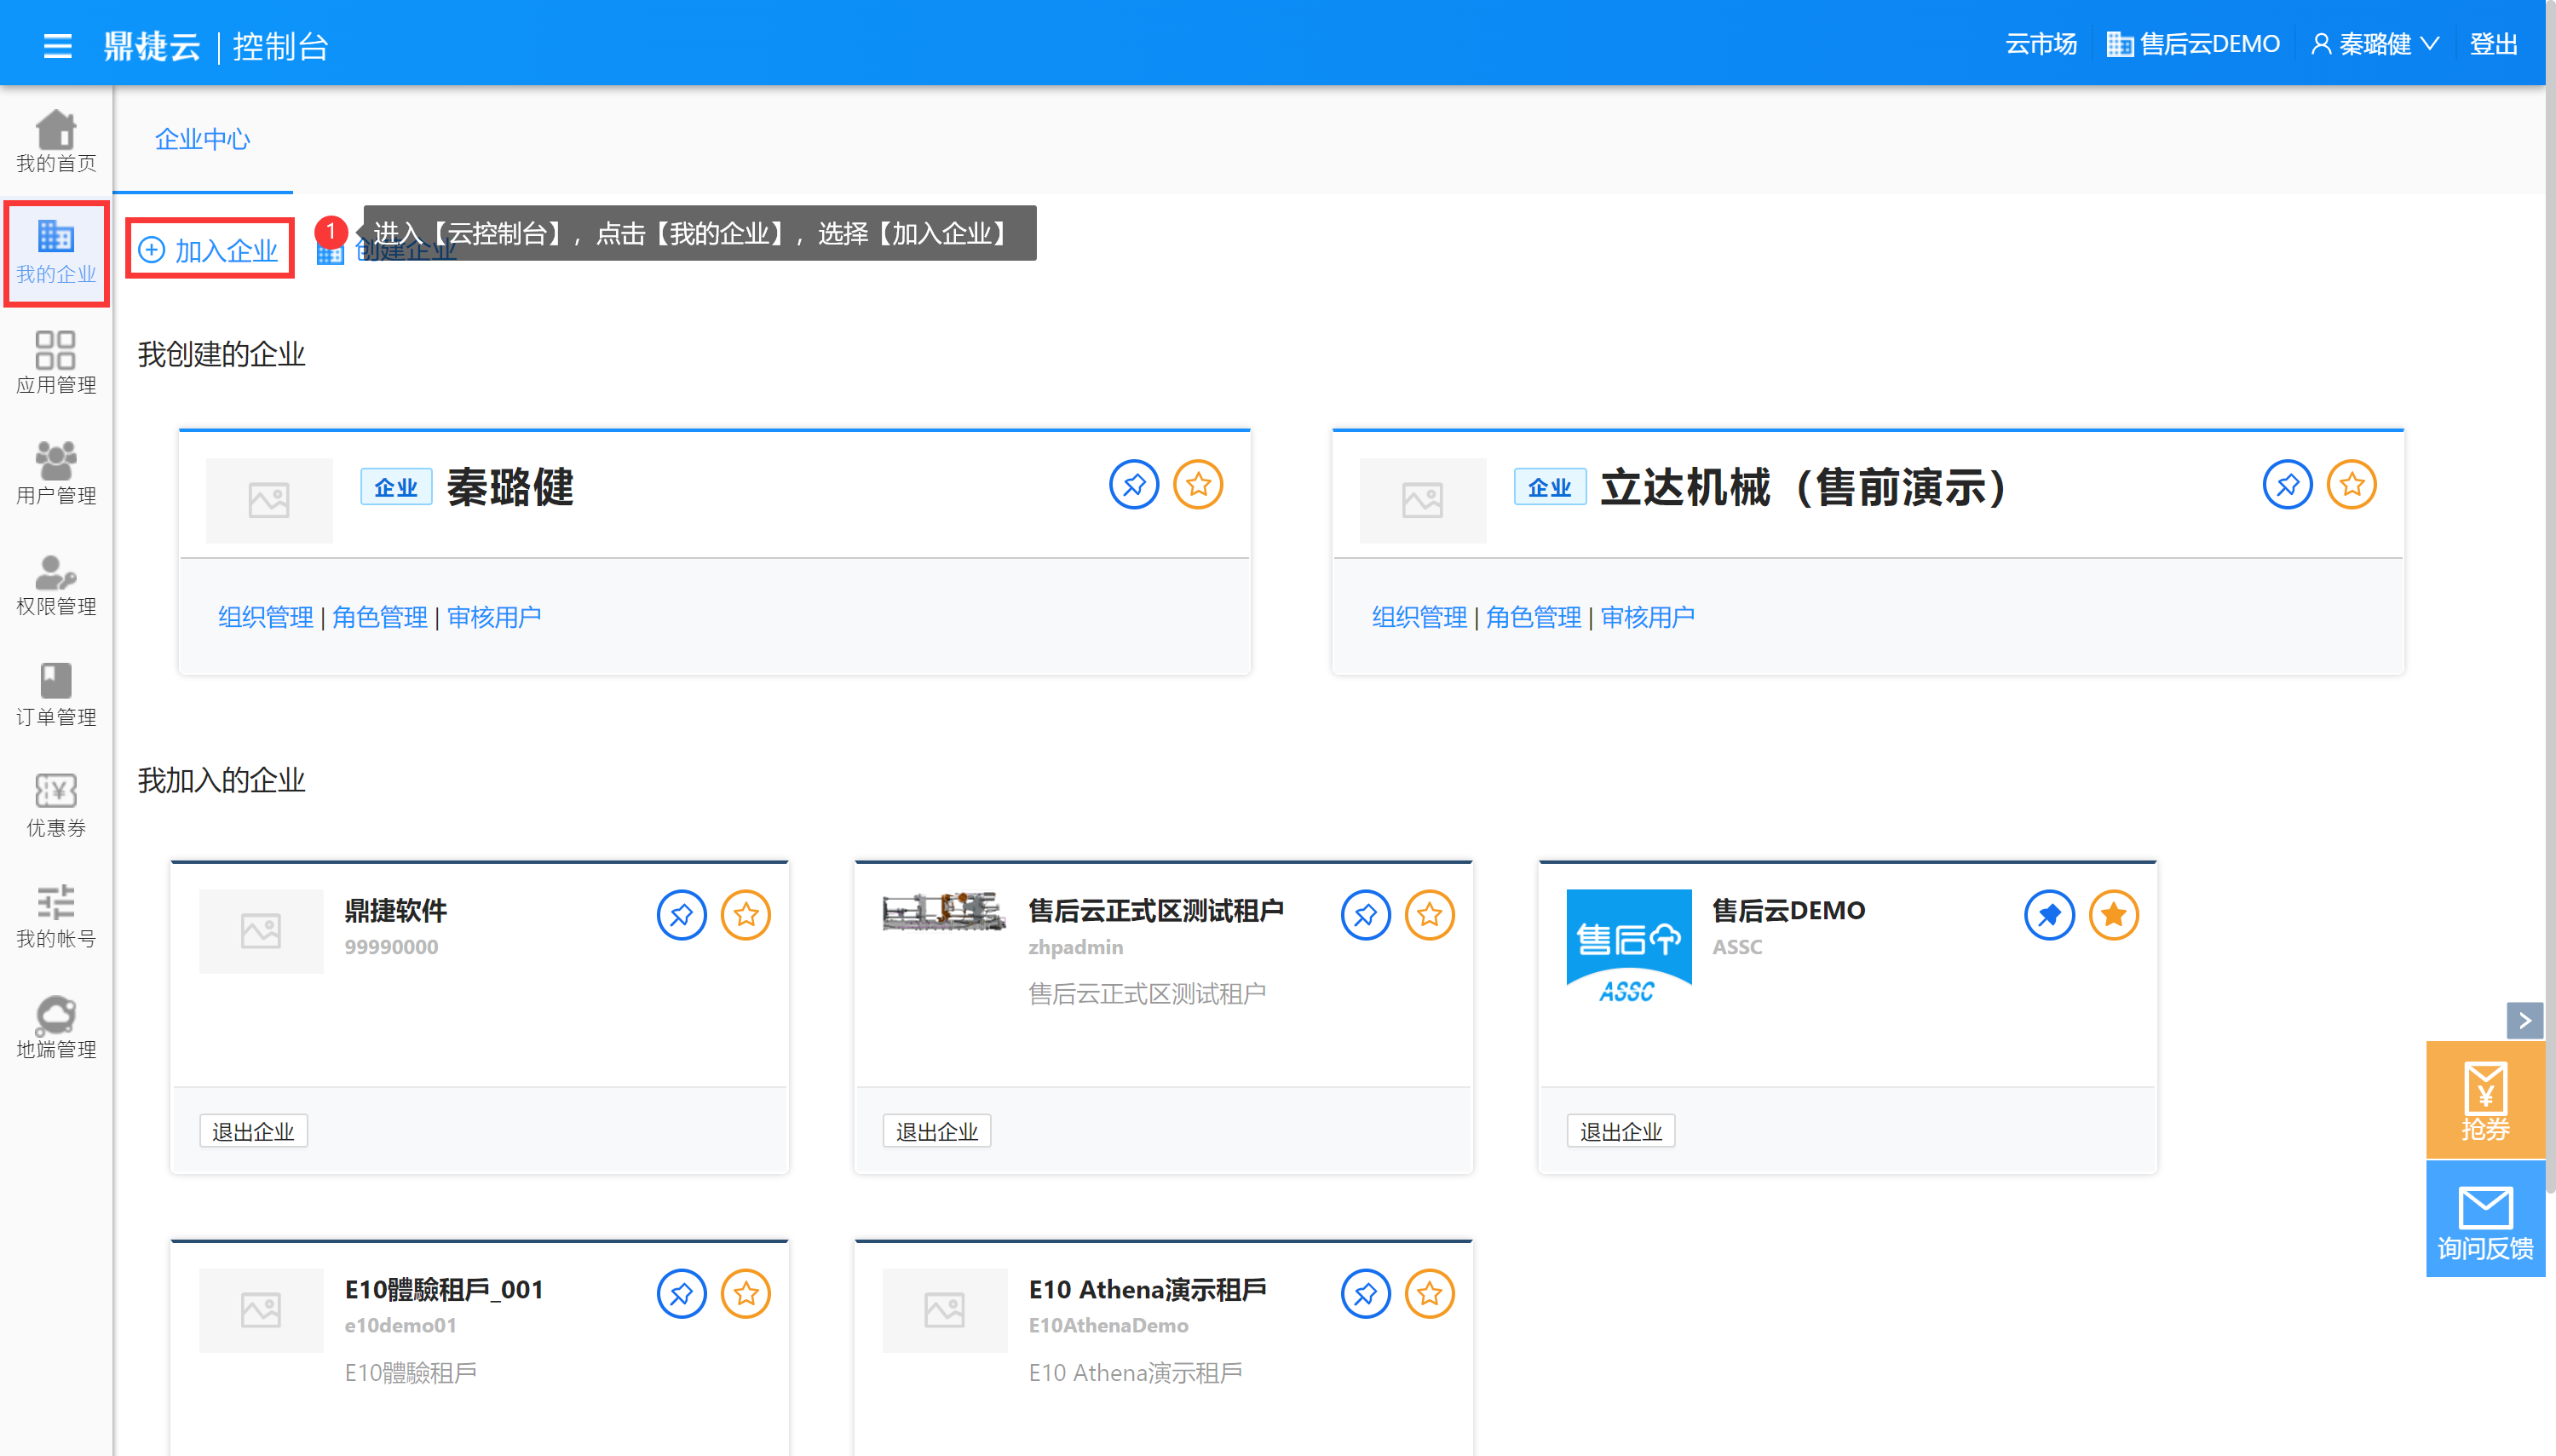 鼎捷云 | 控制台
云市场 售后云DEMO 秦璐健 登出
我的首页
我的企业
应用管理
用户管理
权限管理
订单管理
优惠券
我的帐号
地端管理
企业中心
加入企业
创建企业
1 进入【云控制台】，点击【我的企业】，选择【加入企业】
我创建的企业
企业 秦璐健
组织管理 | 角色管理 | 审核用户
企业 立达机械（售前演示）
组织管理 | 角色管理 | 审核用户
我加入的企业
鼎捷软件
99990000
退出企业
售后云正式区测试租户
zhpadmin
售后云正式区测试租户
退出企业
售后
ASSC
售后云DEMO
ASSC
退出企业
E10體驗租戶_001
e10demo01
E10體驗租戶
E10 Athena演示租戶
E10AthenaDemo
E10 Athena演示租戶
抢券
询问反馈